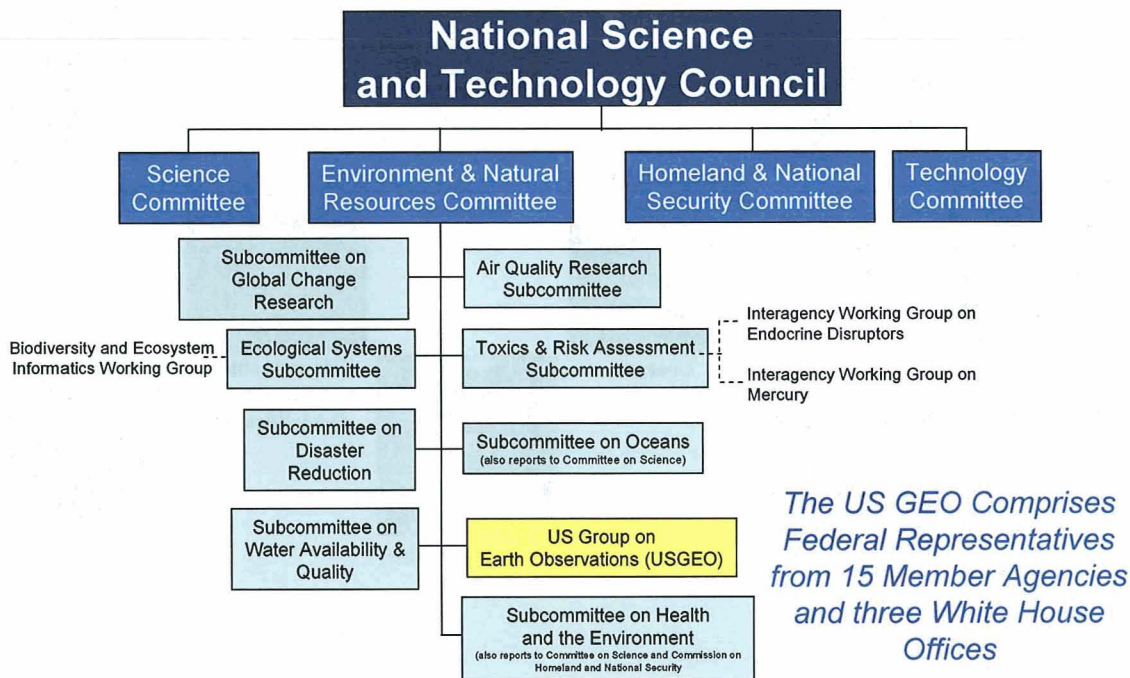 National Science
and Technology Council
Science
Committee
Environment & Natural
Resources Committee
Homeland & National
Security Committee
Technology
Committee
Subcommittee on
Global Change
Research
Air Quality Research
Subcommittee
Biodiversity and Ecosystem
Informatics Working Group
Ecological Systems
Subcommittee
Toxics & Risk Assessment
Subcommittee
Interagency Working Group on
Endocrine Disruptors
Interagency Working Group on
Mercury
Subcommittee on
Disaster
Reduction
Subcommittee on Oceans
(also reports to Committee on Science)
Subcommittee on
Water Availability &
Quality
US Group on
Earth Observations (USGEO)
Subcommittee on Health
and the Environment
(also reports to Committee on Science and Commission on
Homeland and National Security
The US GEO Comprises
Federal Representatives
from 15 Member Agencies
and three White House
Offices